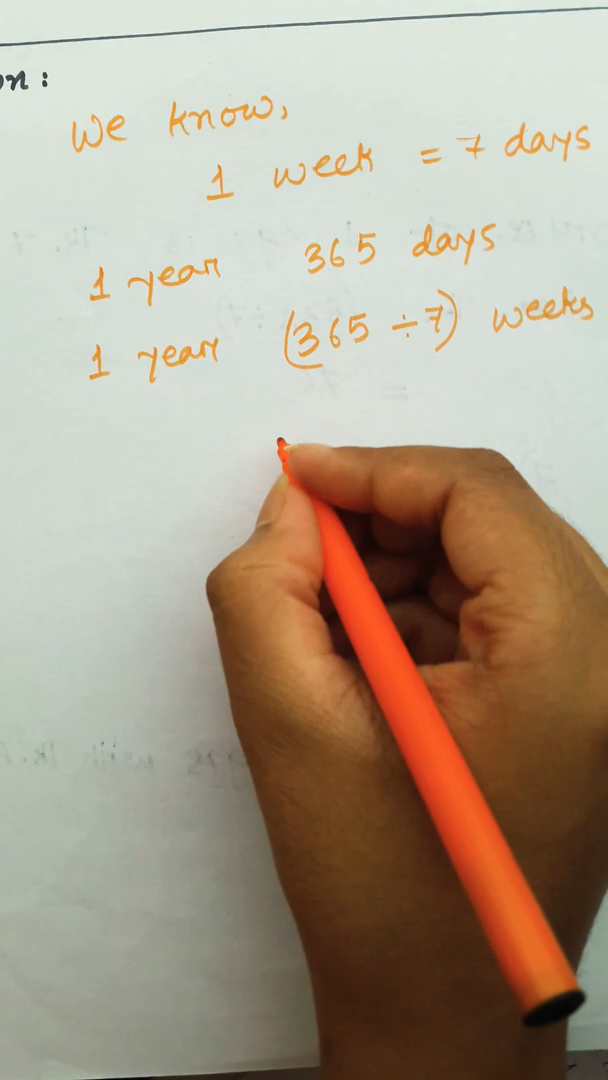 on:
We know,
1 week = 7 days
1 year 365 days
1 year (365 ÷ 7) weeks